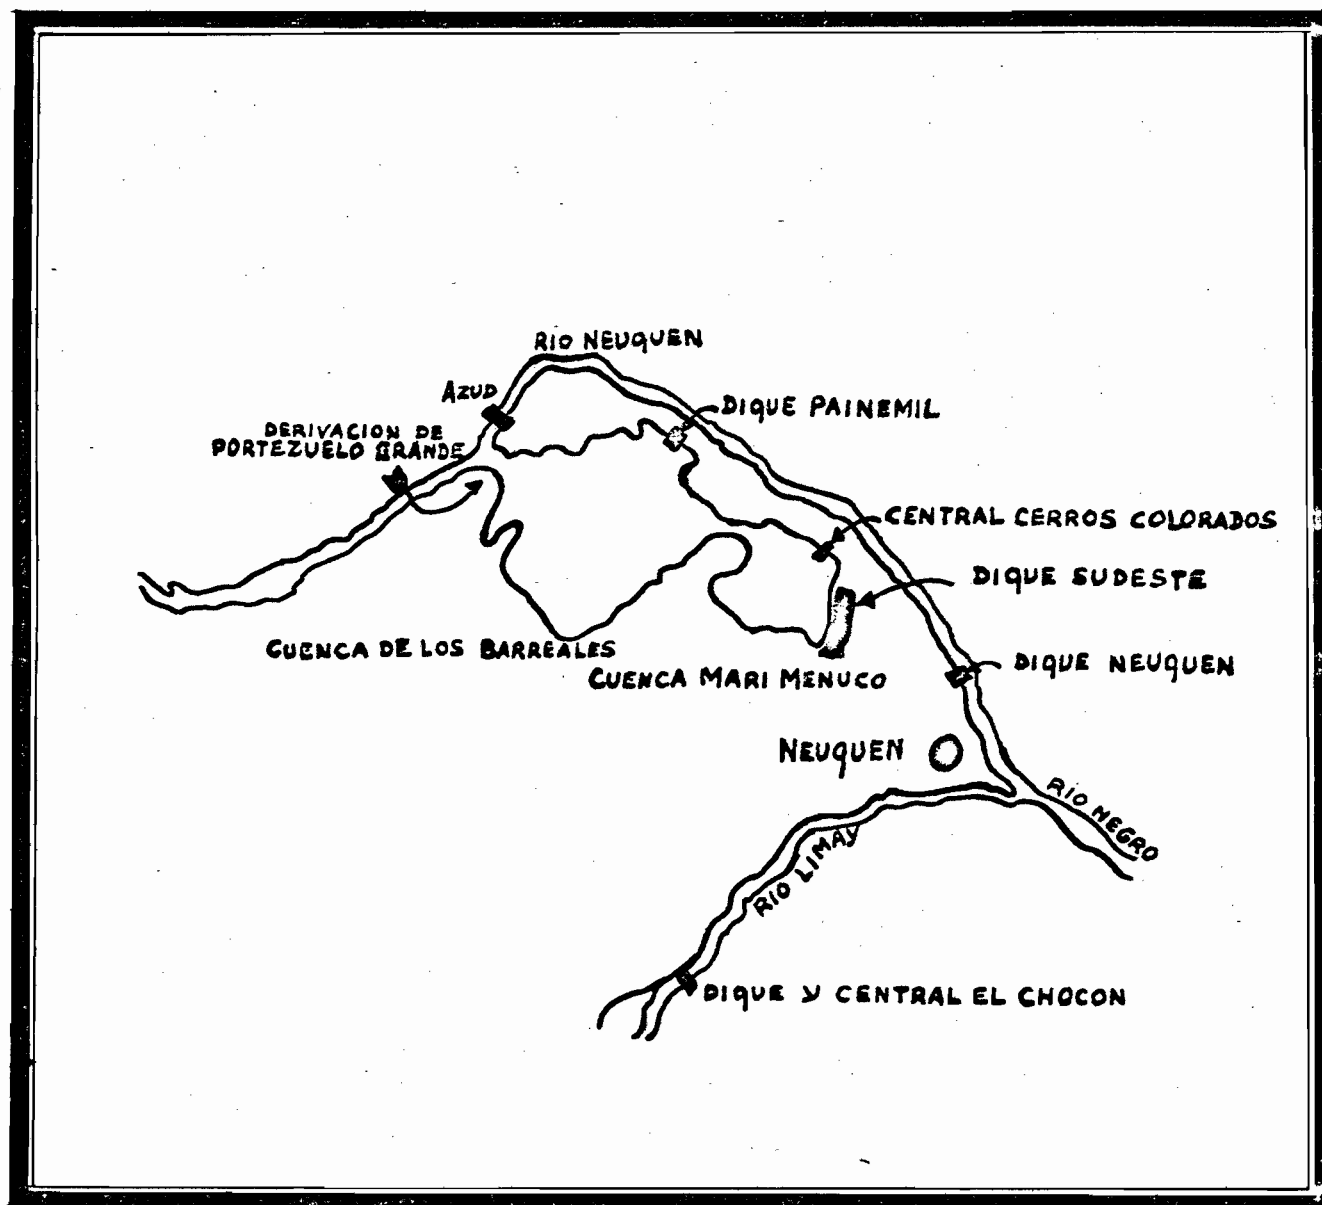 RIO NEUQUEN
AZUD
DIQUE PAINEMIL
DERIVACION DE
PORTEZUELO GRANDE
CENTRAL CERROS COLORADOS
DIQUE SUDESTE
CUENCA DE LOS BARREALES
DIQUE NEUQUEN
CUENCA MARI MENUCO
NEUQUEN
RIO NEGRO
RIO LIMAY
DIQUE Y CENTRAL EL CHOCON